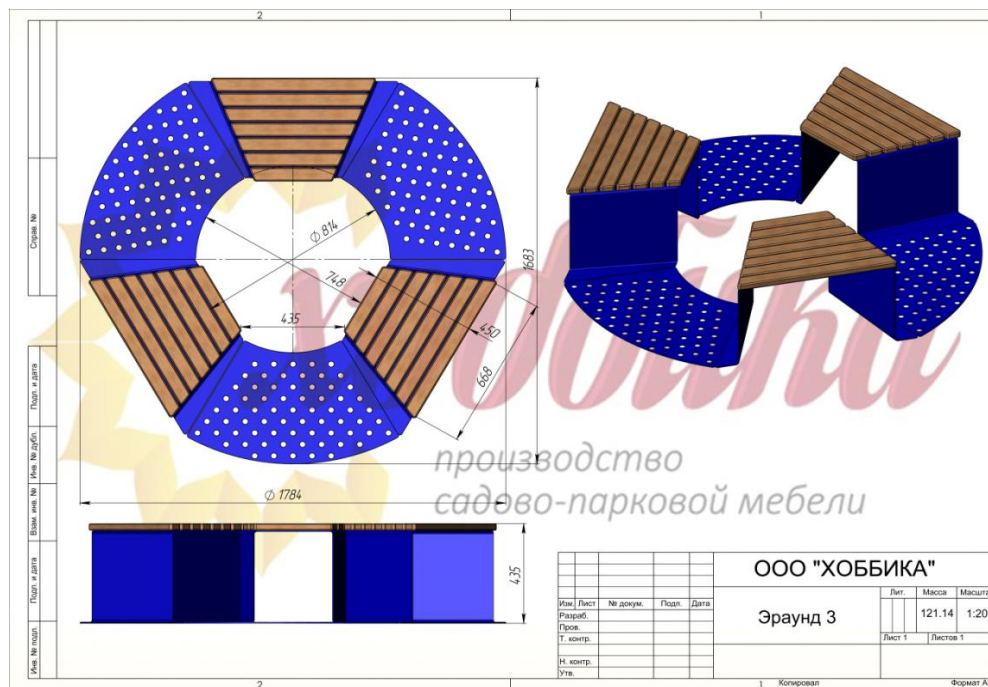 2
1
Справ. №
Подп. и дата
Инв. № дубл.
Взам. инв. №
Подп. и дата
Инв. № подл.
∅ 814
748
435
450
668
1683
∅ 1784
435
хоббика
производство
садово-парковой мебели
ООО "ХОББИКА"
Изм. Лист № докум. Подп. Дата
Разраб.
Пров.
Т. контр.
Н. контр.
Утв.
Эраунд 3
Лит. Масса Масшта
121.14 1:20
Лист 1 Листов 1
2
1
Копировал
Формат А